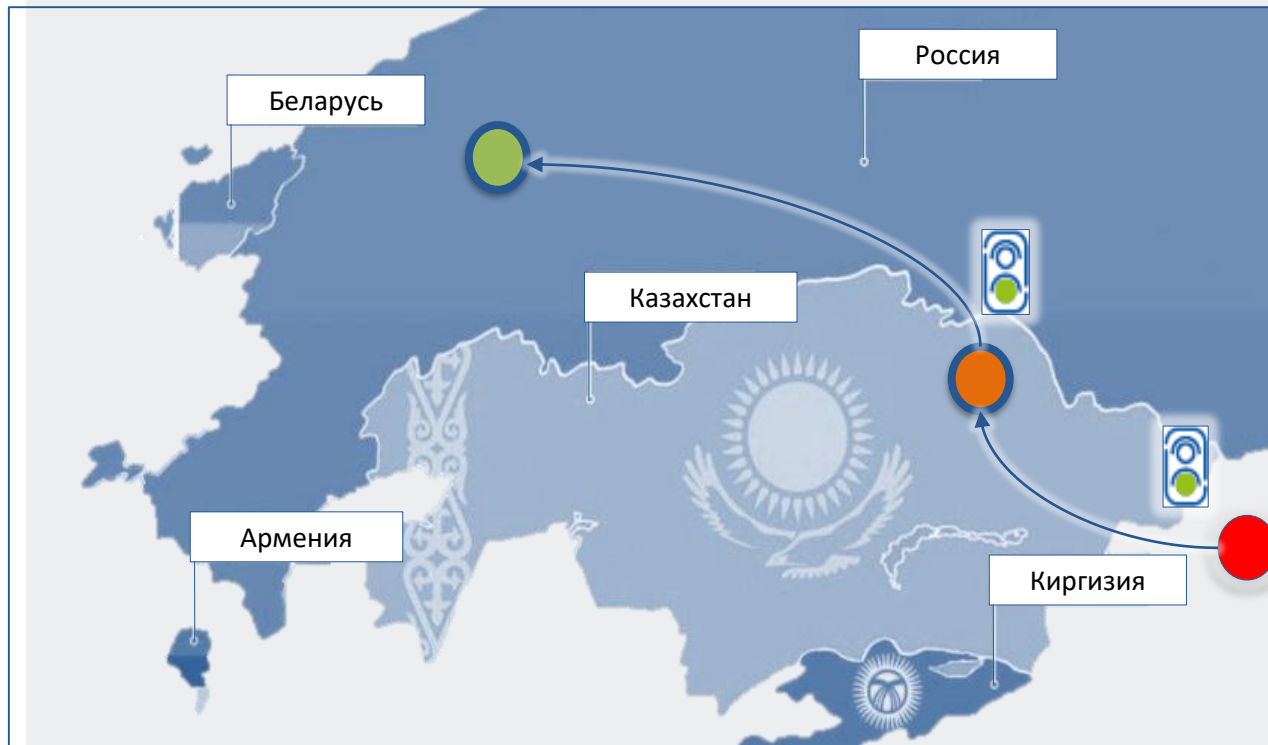 Россия
Беларусь
Казахстан
Армения
Киргизия